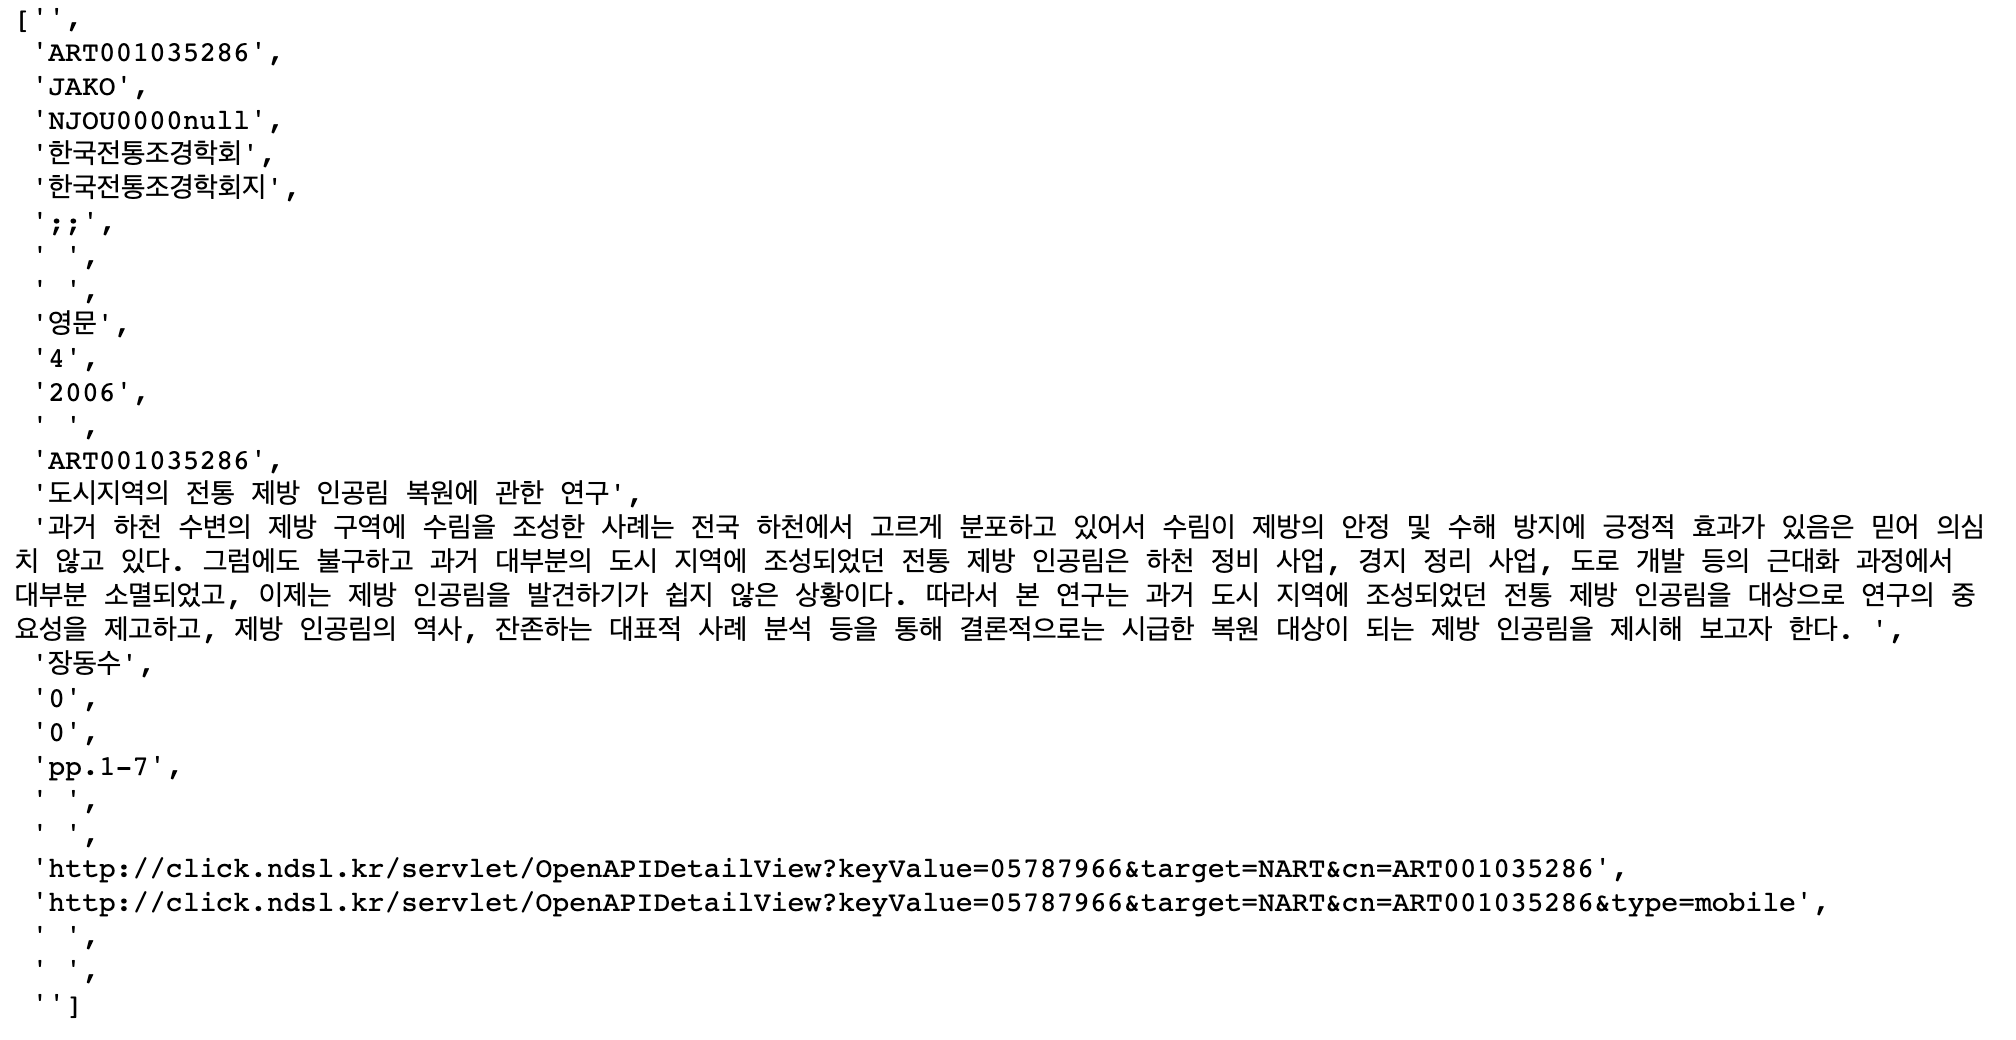 ['',
'ART001035286',
'JAKO',
'NJOU0000null',
'한국전통조경학회',
'한국전통조경학회지',
';;',
' ',
' ',
'영문',
'4',
'2006',
' ',
'ART001035286',
'도시지역의 전통 제방 인공림 복원에 관한 연구',
'과거 하천 수변의 제방 구역에 수림을 조성한 사례는 전국 하천에서 고르게 분포하고 있어서 수림이 제방의 안정 및 수해 방지에 긍정적 효과가 있음은 믿어 의심
치 않고 있다. 그럼에도 불구하고 과거 대부분의 도시 지역에 조성되었던 전통 제방 인공림은 하천 정비 사업, 경지 정리 사업, 도로 개발 등의 근대화 과정에서
대부분 소멸되었고, 이제는 제방 인공림을 발견하기가 쉽지 않은 상황이다. 따라서 본 연구는 과거 도시 지역에 조성되었던 전통 제방 인공림을 대상으로 연구의 중
요성을 제고하고, 제방 인공림의 역사, 잔존하는 대표적 사례 분석 등을 통해 결론적으로는 시급한 복원 대상이 되는 제방 인공림을 제시해 보고자 한다. ',
'장동수',
'0',
'0',
'pp.1-7',
' ',
' ',
'http://click.ndsl.kr/servlet/OpenAPIDetailView?keyValue=05787966&target=NART&cn=ART001035286',
'http://click.ndsl.kr/servlet/OpenAPIDetailView?keyValue=05787966&target=NART&cn=ART001035286&type=mobile',
' ',
' ',
'']